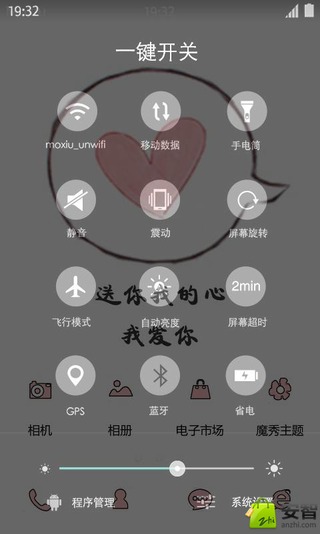 19:32
一键开关
moxiu_unwifi 移动数据 手电筒
静音 震动 屏幕旋转
2min
送你我的心
飞行模式 自动亮度 屏幕超时
我爱你
GPS 蓝牙 省电
相机 相册 电子市场 魔秀主题
程序管理 系统设置
安智
zhi anzhi.com